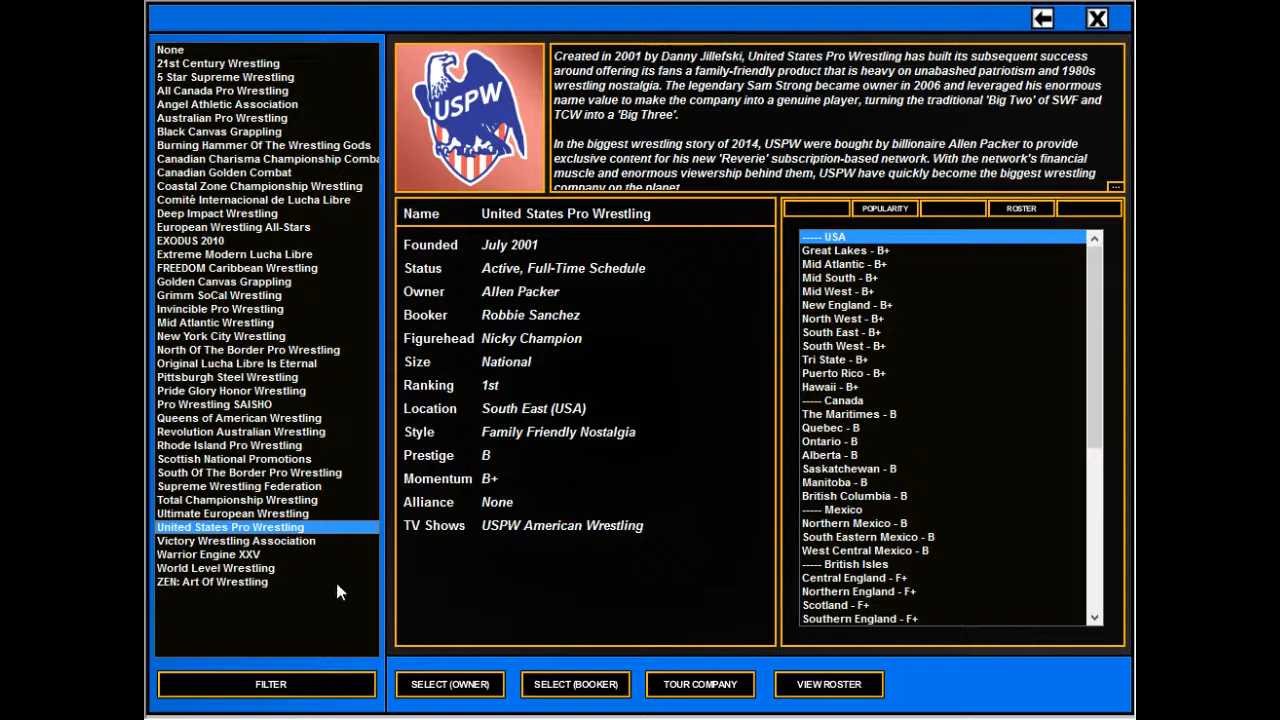 None
21st Century Wrestling
5 Star Supreme Wrestling
All Canada Pro Wrestling
Angel Athletic Association
Australian Pro Wrestling
Black Canvas Grappling
Burning Hammer Of The Wrestling Gods
Canadian Charisma Championship Comba
Canadian Golden Combat
Coastal Zone Championship Wrestling
Comité Internacional de Lucha Libre
Deep Impact Wrestling
European Wrestling All-Stars
EXODUS 2010
Extreme Modern Lucha Libre
FREEDOM Caribbean Wrestling
Golden Canvas Grappling
Grimm SoCal Wrestling
Invincible Pro Wrestling
Mid Atlantic Wrestling
New York City Wrestling
North Of The Border Pro Wrestling
Original Lucha Libre Is Eternal
Pittsburgh Steel Wrestling
Pride Glory Honor Wrestling
Pro Wrestling SAISHO
Queens of American Wrestling
Revolution Australian Wrestling
Rhode Island Pro Wrestling
Scottish National Promotions
South Of The Border Pro Wrestling
Supreme Wrestling Federation
Total Championship Wrestling
Ultimate European Wrestling
United States Pro Wrestling
Victory Wrestling Association
Warrior Engine XXV
World Level Wrestling
ZEN: Art Of Wrestling
FILTER
USPW
Created in 2001 by Danny Jillefski, United States Pro Wrestling has built its subsequent success
around offering its fans a family-friendly product that is heavy on unabashed patriotism and 1980s
wrestling nostalgia. The legendary Sam Strong became owner in 2006 and leveraged his enormous
name value to make the company into a genuine player, turning the traditional 'Big Two' of SWF and
TCW into a 'Big Three'.
In the biggest wrestling story of 2014, USPW were bought by billionaire Allen Packer to provide
exclusive content for his new 'Reverie' subscription-based network. With the network's financial
muscle and enormous viewership behind them, USPW have quickly become the biggest wrestling
company on the planet
...
Name United States Pro Wrestling
Founded July 2001
Status Active, Full-Time Schedule
Owner Allen Packer
Booker Robbie Sanchez
Figurehead Nicky Champion
Size National
Ranking 1st
Location South East (USA)
Style Family Friendly Nostalgia
Prestige B
Momentum B+
Alliance None
TV Shows USPW American Wrestling
POPULARITY ROSTER
----- USA
Great Lakes - B+
Mid Atlantic - B+
Mid South - B+
Mid West - B+
New England - B+
North West - B+
South East - B+
South West - B+
Tri State - B+
Puerto Rico - B+
Hawaii - B+
----- Canada
The Maritimes - B
Quebec - B
Ontario - B
Alberta - B
Saskatchewan - B
Manitoba - B
British Columbia - B
----- Mexico
Northern Mexico - B
South Eastern Mexico - B
West Central Mexico - B
----- British Isles
Central England - F+
Northern England - F+
Scotland - F+
Southern England - F+
SELECT (OWNER) SELECT (BOOKER) TOUR COMPANY VIEW ROSTER